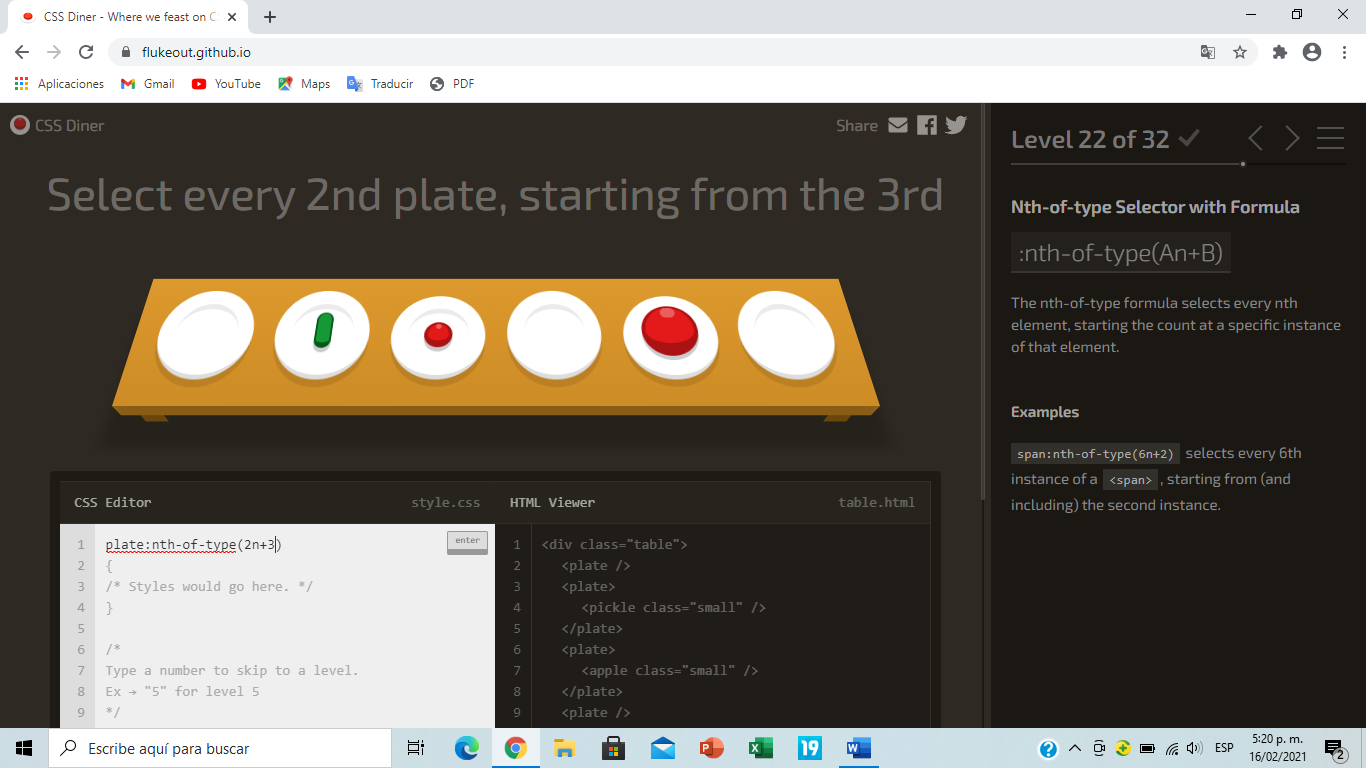 CSS Diner - Where we feast on C
flukeout.github.io
Aplicaciones Gmail YouTube Maps Traducir PDF
CSS Diner
Share
Select every 2nd plate, starting from the 3rd
CSS Editor style.css
enter
1 plate:nth-of-type(2n+3)
2 {
3 /* Styles would go here. */
4 }
5
6 /*
7 Type a number to skip to a level.
8 Ex → "5" for level 5
9 */
HTML Viewer table.html
1 <div class="table">
2 <plate />
3 <plate>
4 <pickle class="small" />
5 </plate>
6 <plate>
7 <apple class="small" />
8 </plate>
9 <plate />
Level 22 of 32
Nth-of-type Selector with Formula
:nth-of-type(An+B)
The nth-of-type formula selects every nth
element, starting the count at a specific instance
of that element.
Examples
span:nth-of-type(6n+2) selects every 6th
instance of a <span> , starting from (and
including) the second instance.
Escribe aquí para buscar
19
ESP
5:20 p. m.
16/02/2021
2